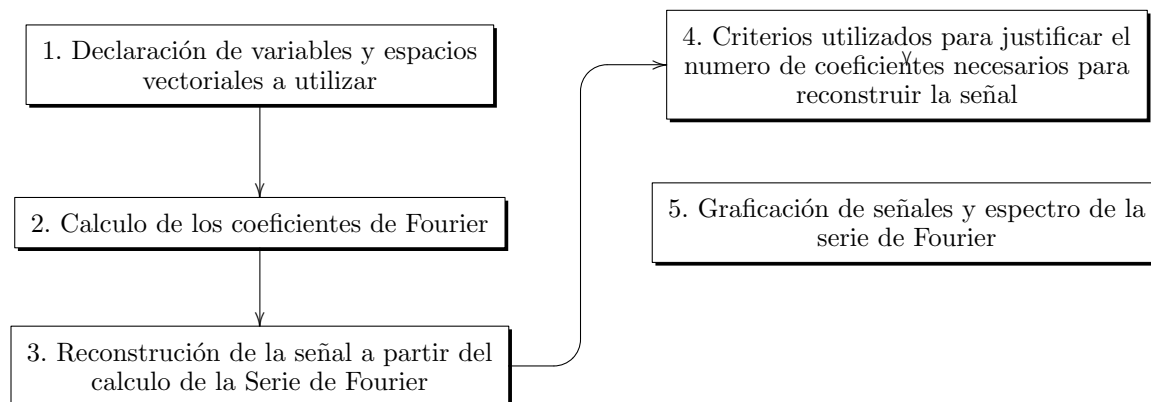 1. Declaración de variables y espacios
vectoriales a utilizar
2. Calculo de los coeficientes de Fourier
3. Reconstrución de la señal a partir del
calculo de la Serie de Fourier
4. Criterios utilizados para justificar el
numero de coeficientes necesarios para
reconstruir la señal
5. Graficación de señales y espectro de la
serie de Fourier